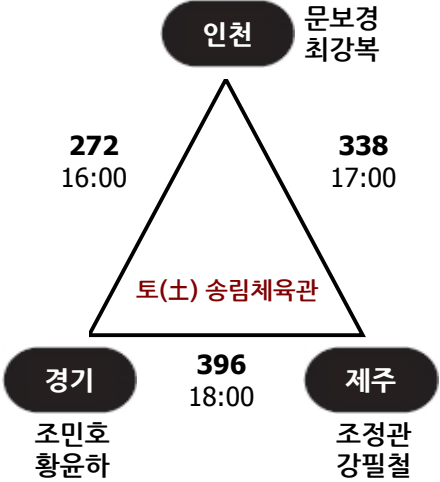 인천
문보경
최강복
272
16:00
338
17:00
토(土) 송림체육관
경기
396
18:00
제주
조민호
황윤하
조정관
강필철